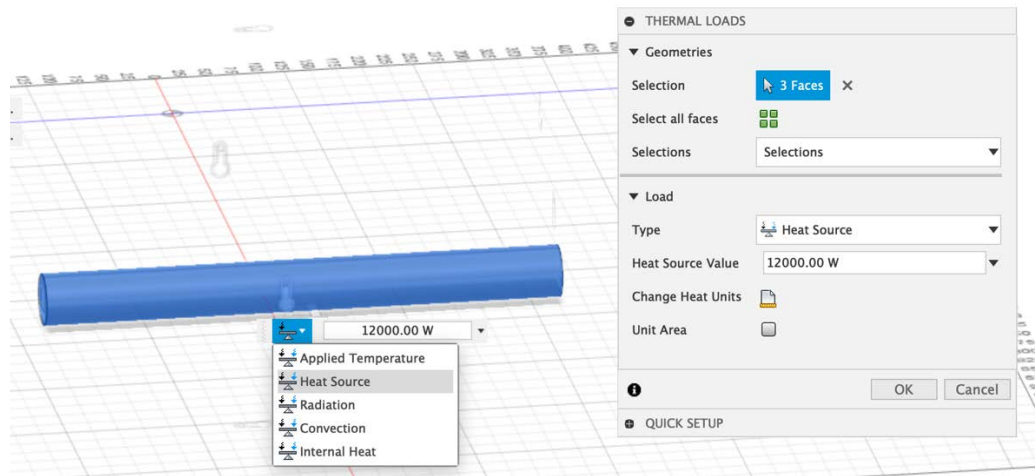 THERMAL LOADS
Geometries
Selection 3 Faces
Select all faces
Selections Selections
Load
Type Heat Source
Heat Source Value 12000.00 W
Change Heat Units
Unit Area
OK Cancel
QUICK SETUP
12000.00 W
Applied Temperature
Heat Source
Radiation
Convection
Internal Heat